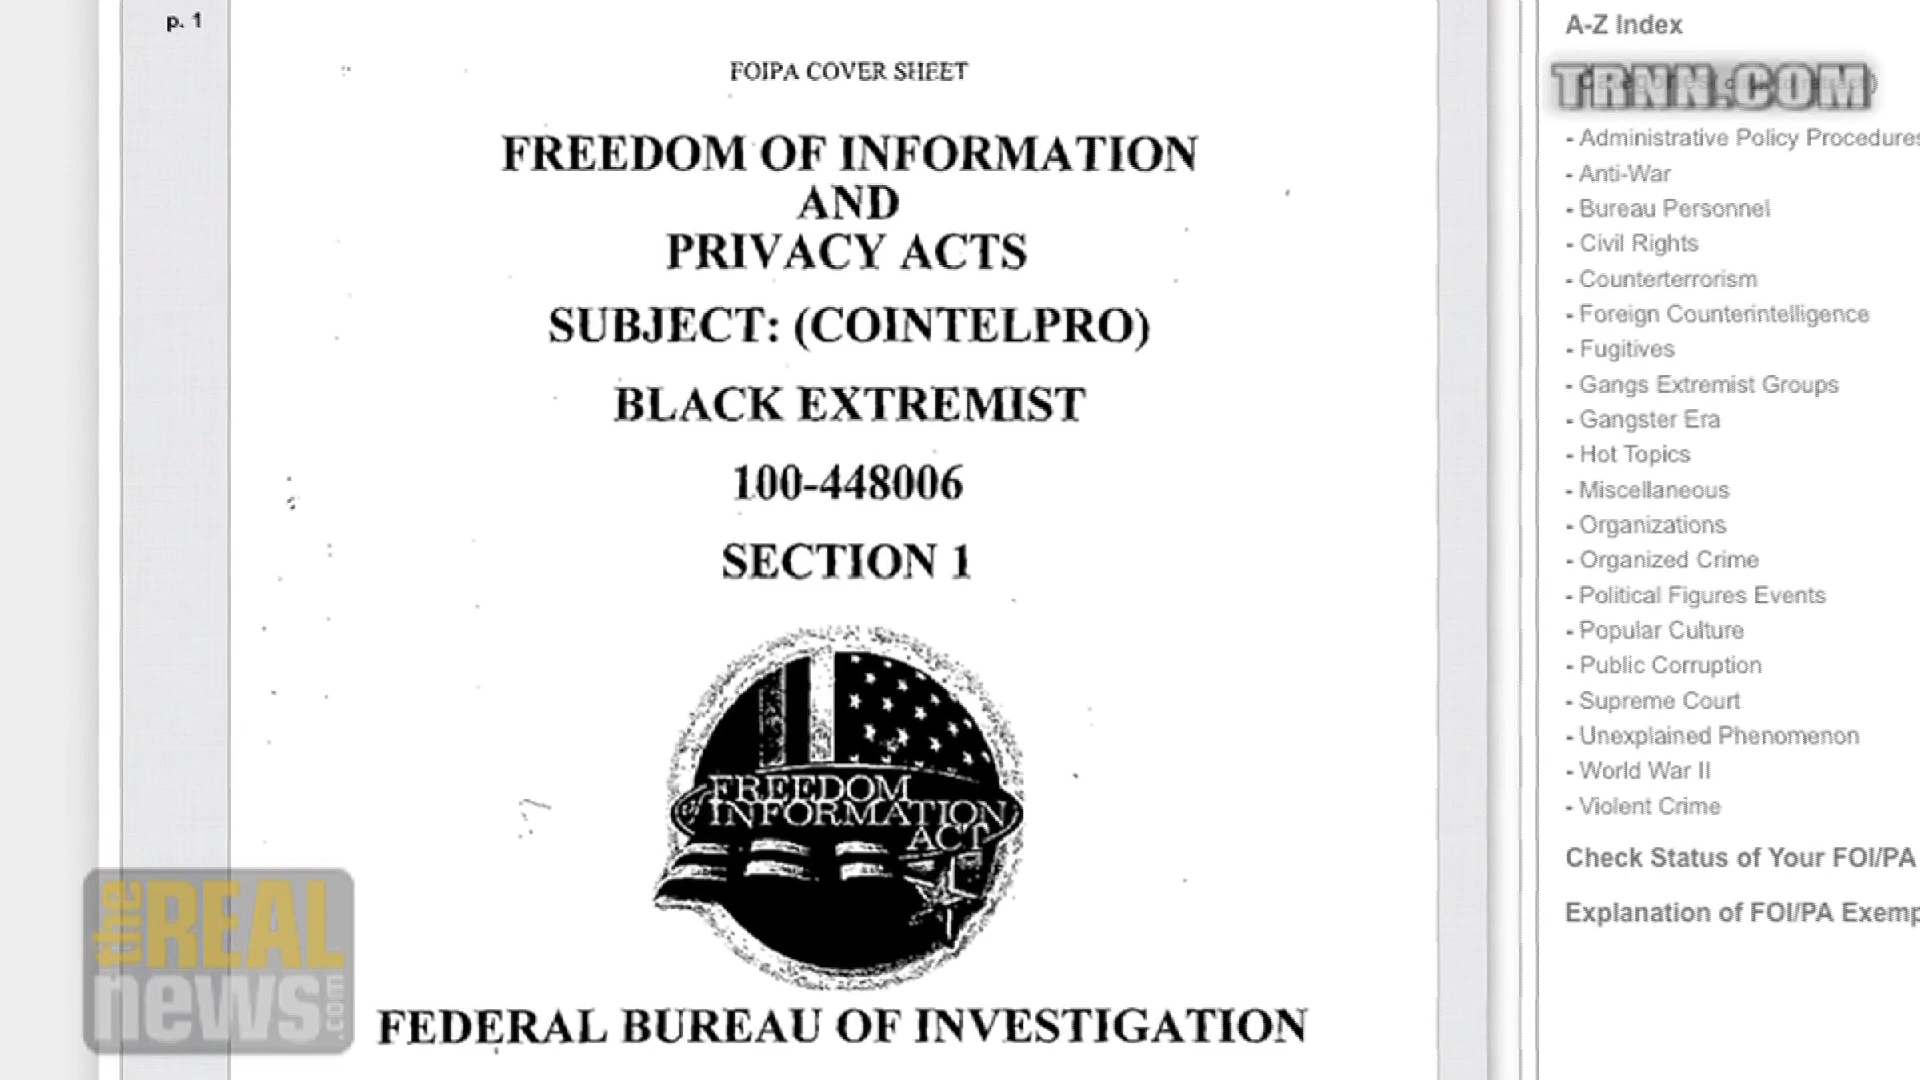 p. 1
FOIPA COVER SHEET
FREEDOM OF INFORMATION
AND
PRIVACY ACTS
SUBJECT: (COINTELPRO)
BLACK EXTREMIST
100-448006
SECTION 1
FREEDOM
of INFORMATION
ACT
FEDERAL BUREAU OF INVESTIGATION
the REAL
news.com
A-Z Index
TRNN.COM
- Administrative Policy Procedures
- Anti-War
- Bureau Personnel
- Civil Rights
- Counterterrorism
- Foreign Counterintelligence
- Fugitives
- Gangs Extremist Groups
- Gangster Era
- Hot Topics
- Miscellaneous
- Organizations
- Organized Crime
- Political Figures Events
- Popular Culture
- Public Corruption
- Supreme Court
- Unexplained Phenomenon
- World War II
- Violent Crime
Check Status of Your FOI/PA
Explanation of FOI/PA Exemp